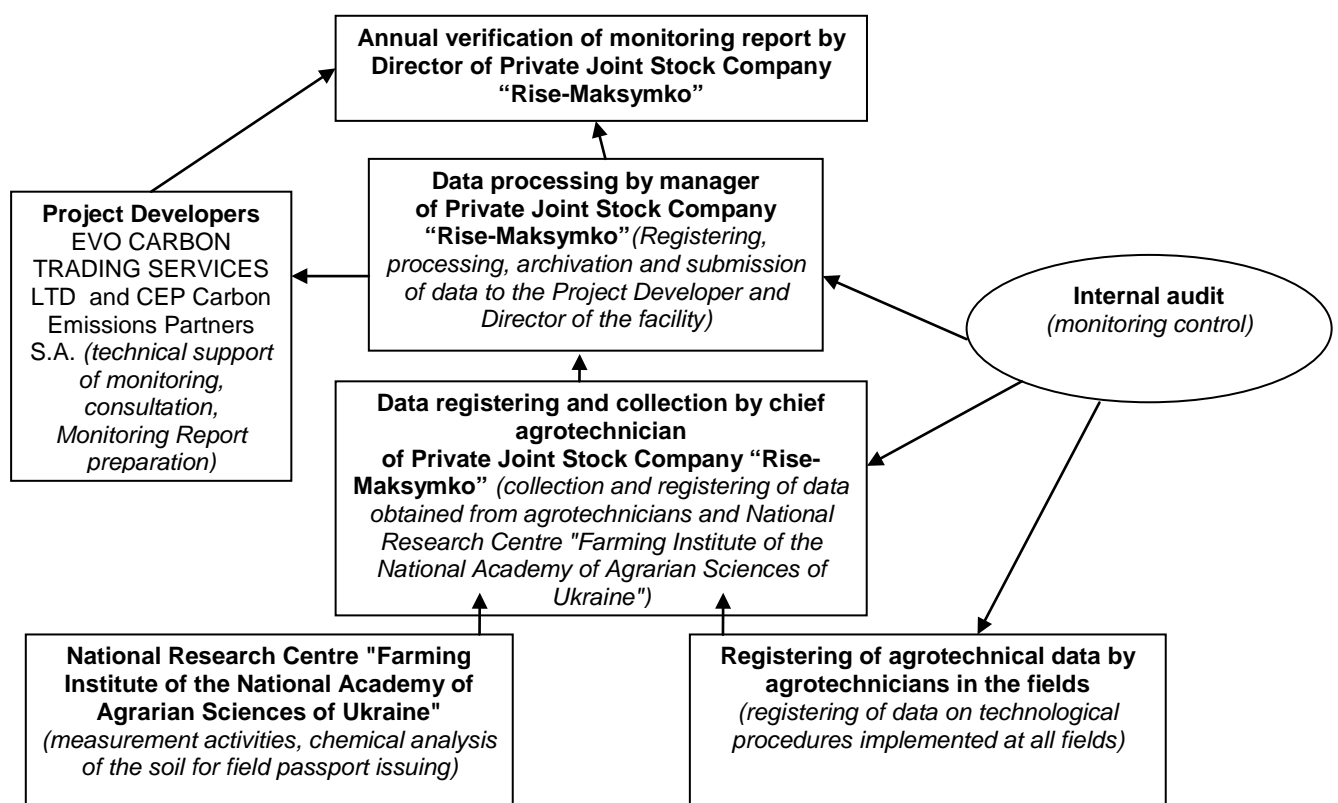 Annual verification of monitoring report by
Director of Private Joint Stock Company
“Rise-Maksymko”
Data processing by manager
of Private Joint Stock Company
“Rise-Maksymko”(Registering,
processing, archivation and submission
of data to the Project Developer and
Director of the facility)
Project Developers
EVO CARBON
TRADING SERVICES
LTD and CEP Carbon
Emissions Partners
S.A. (technical support
of monitoring,
consultation,
Monitoring Report
preparation)
Internal audit
(monitoring control)
Data registering and collection by chief
agrotechnician
of Private Joint Stock Company “Rise-
Maksymko” (collection and registering of data
obtained from agrotechnicians and National
Research Centre "Farming Institute of the
National Academy of Agrarian Sciences of
Ukraine")
National Research Centre "Farming
Institute of the National Academy of
Agrarian Sciences of Ukraine"
(measurement activities, chemical analysis
of the soil for field passport issuing)
Registering of agrotechnical data by
agrotechnicians in the fields
(registering of data on technological
procedures implemented at all fields)